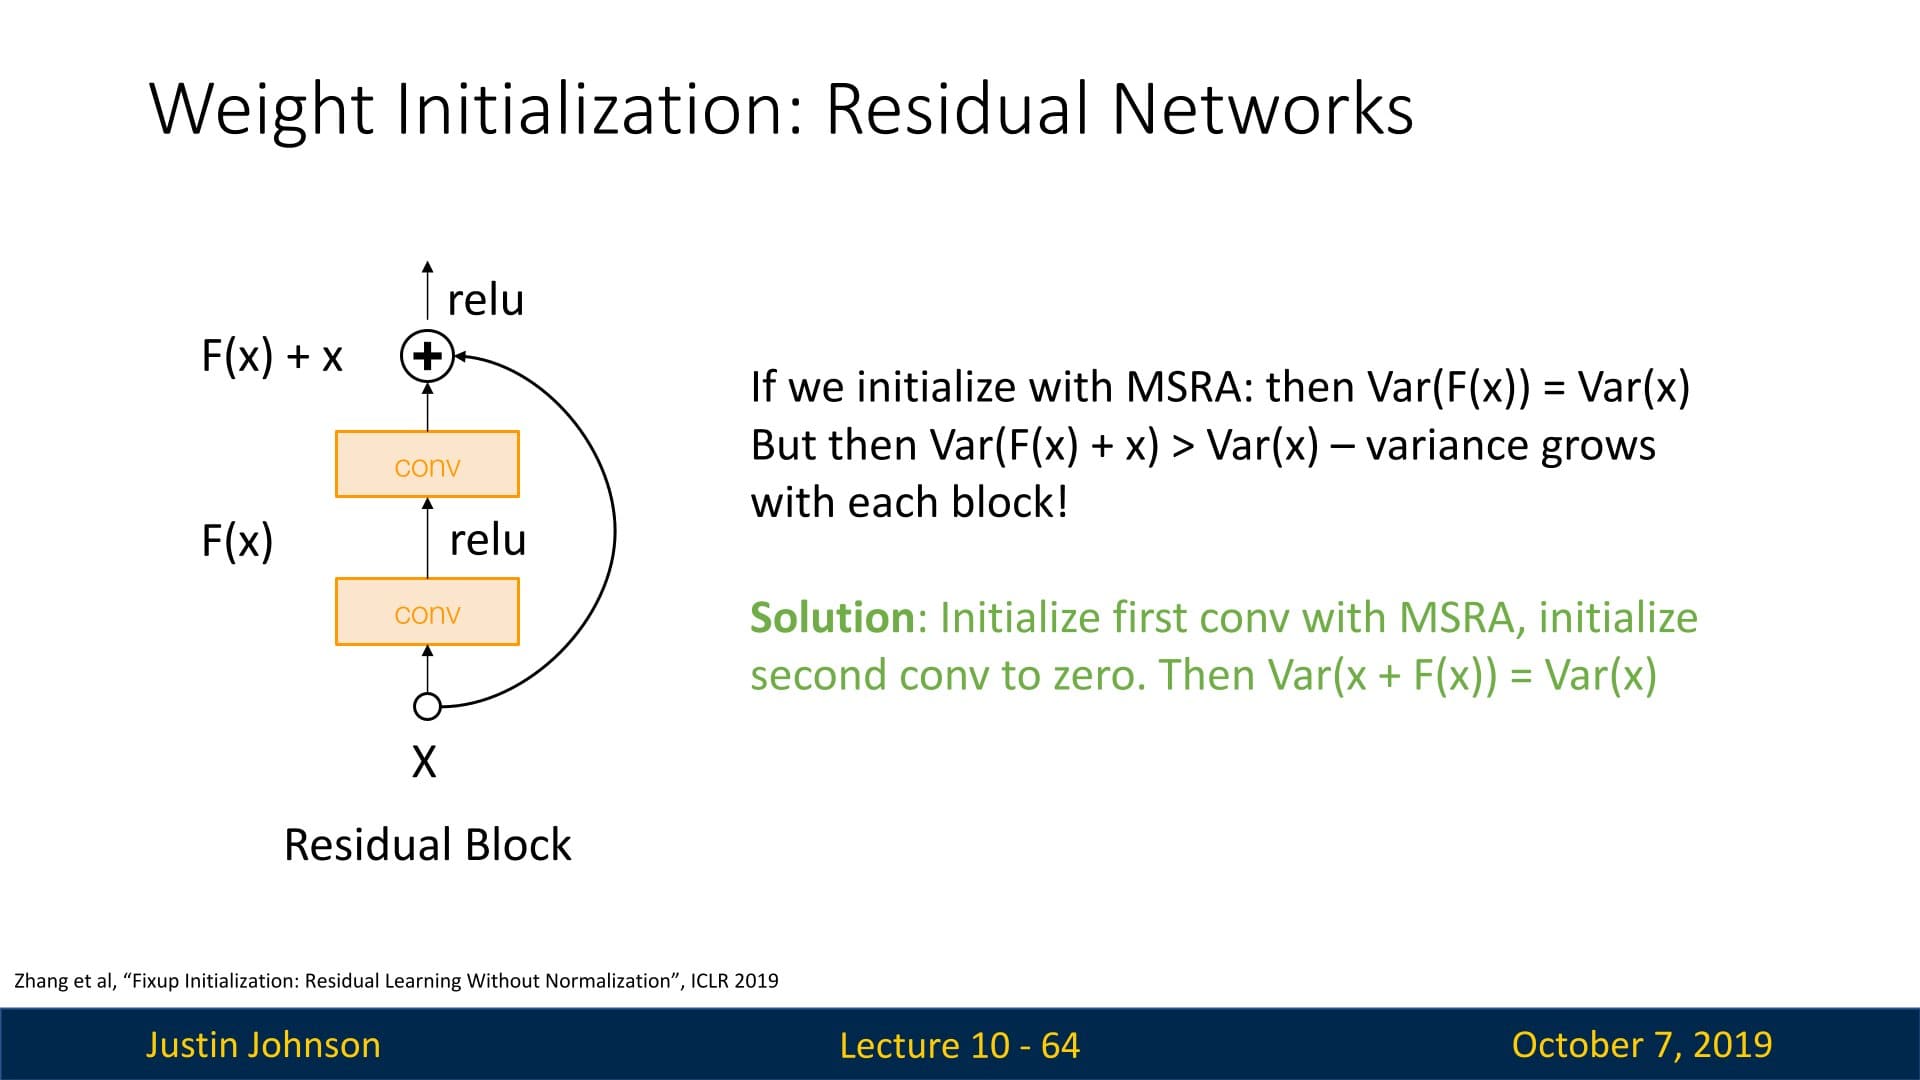 Weight Initialization: Residual Networks
relu
F(x) + x
+
conv
F(x)
relu
conv
X
Residual Block
If we initialize with MSRA: then Var(F(x)) = Var(x)
But then Var(F(x) + x) > Var(x) – variance grows
with each block!
Solution: Initialize first conv with MSRA, initialize
second conv to zero. Then Var(x + F(x)) = Var(x)
Zhang et al, “Fixup Initialization: Residual Learning Without Normalization”, ICLR 2019
Justin Johnson
Lecture 10 - 64
October 7, 2019